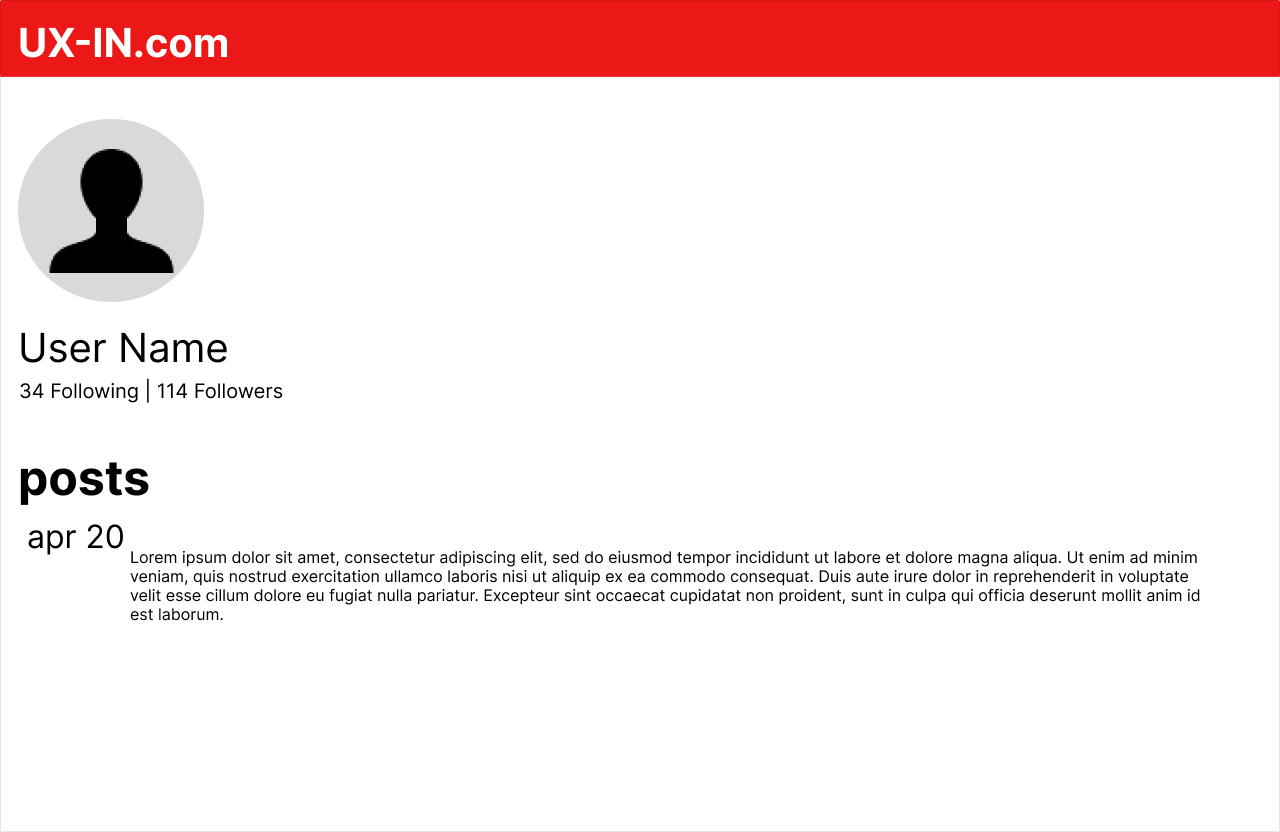 UX-IN.com
User Name
34 Following | 114 Followers
posts
apr 20
Lorem ipsum dolor sit amet, consectetur adipiscing elit, sed do eiusmod tempor incididunt ut labore et dolore magna aliqua. Ut enim ad minim
veniam, quis nostrud exercitation ullamco laboris nisi ut aliquip ex ea commodo consequat. Duis aute irure dolor in reprehenderit in voluptate
velit esse cillum dolore eu fugiat nulla pariatur. Excepteur sint occaecat cupidatat non proident, sunt in culpa qui officia deserunt mollit anim id
est laborum.